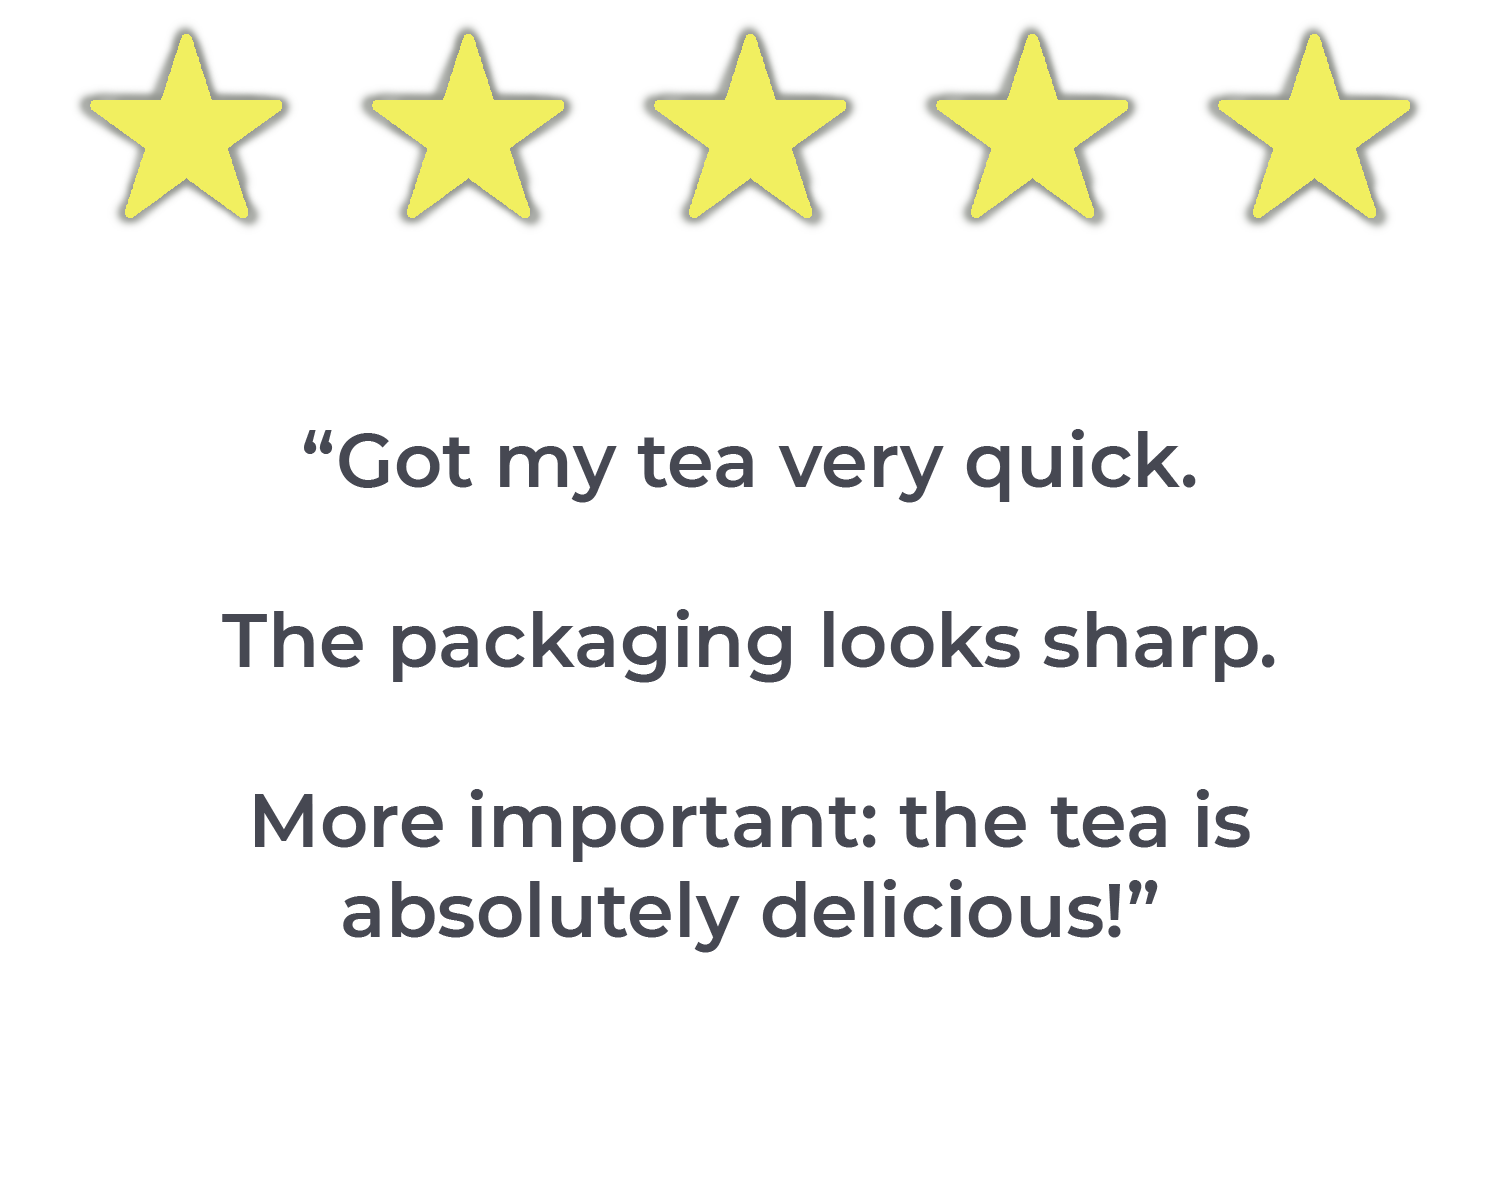 “Got my tea very quick.
The packaging looks sharp.
More important: the tea is
absolutely delicious!”